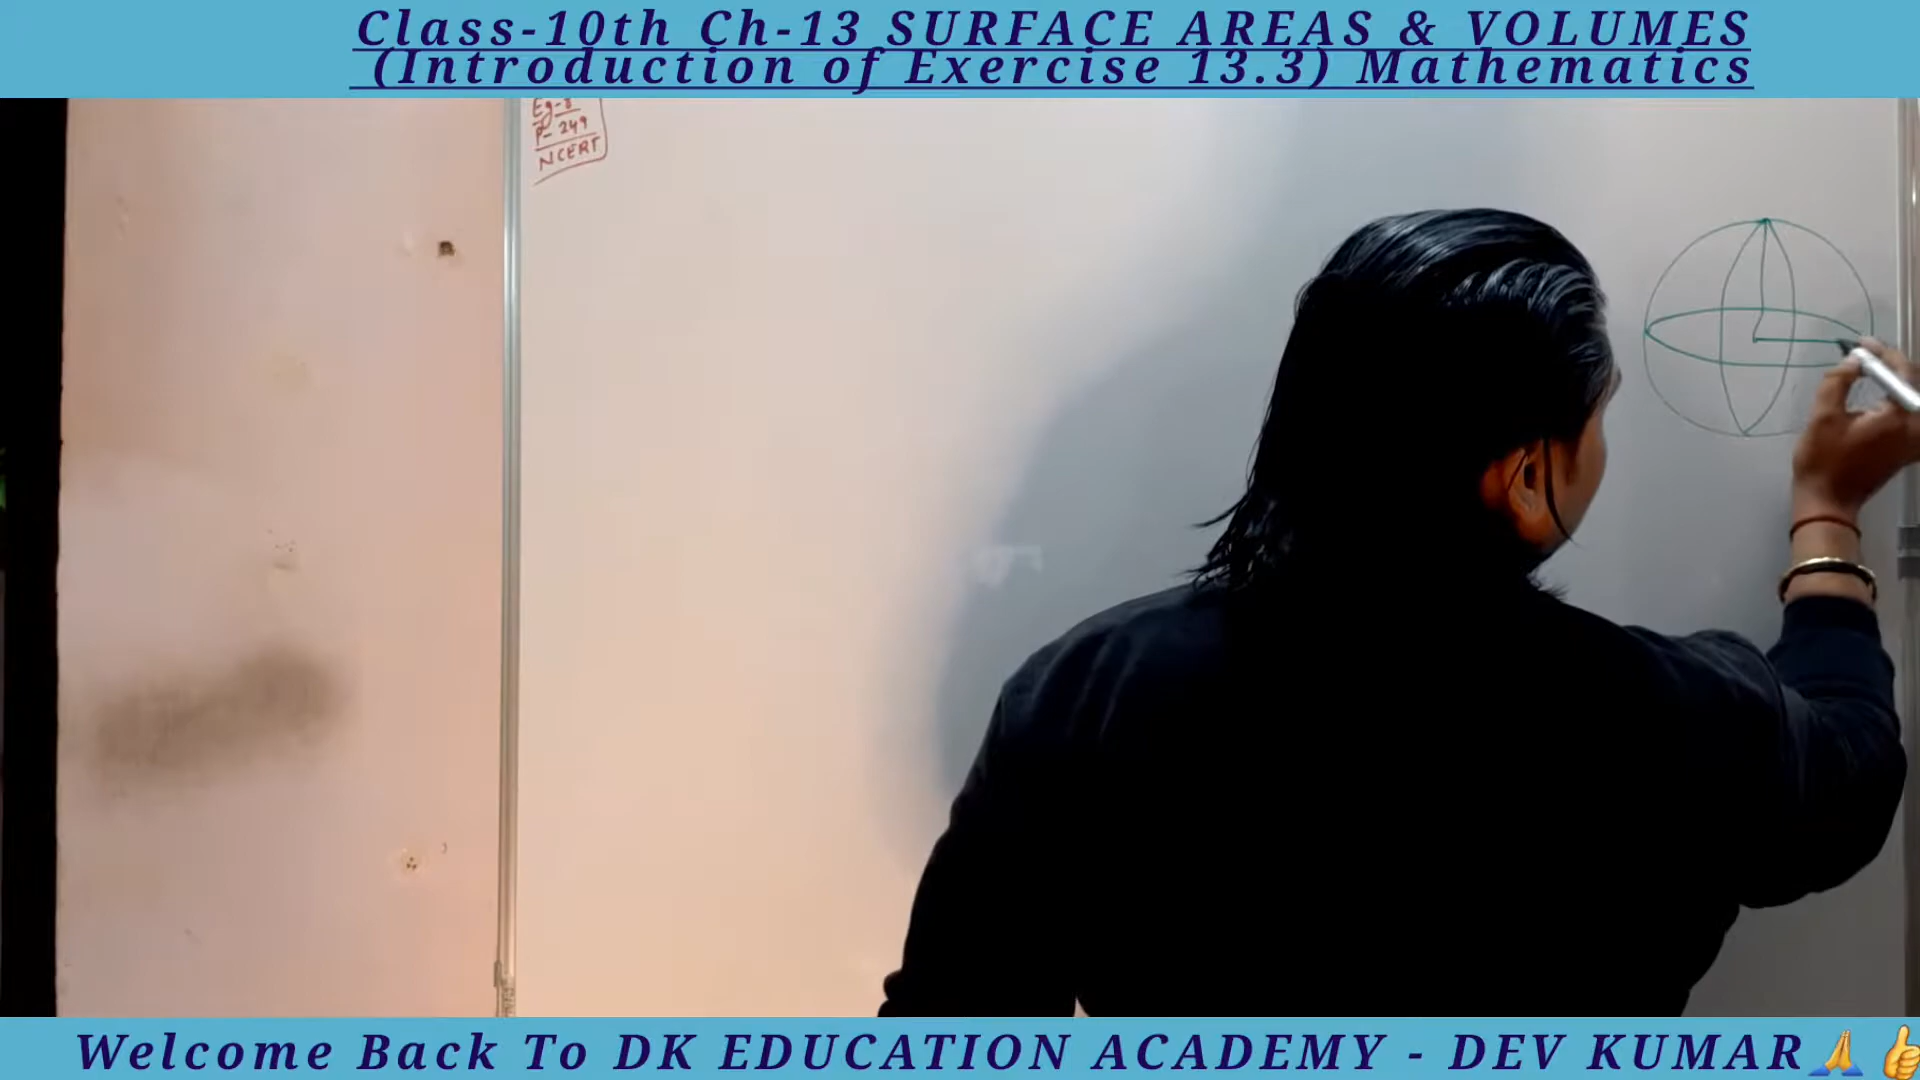 Class-10th Ch-13 SURFACE AREAS & VOLUMES
(Introduction of Exercise 13.3) Mathematics
Eg-8
P-249
NCERT
Welcome Back To DK EDUCATION ACADEMY - DEV KUMAR🙏👍